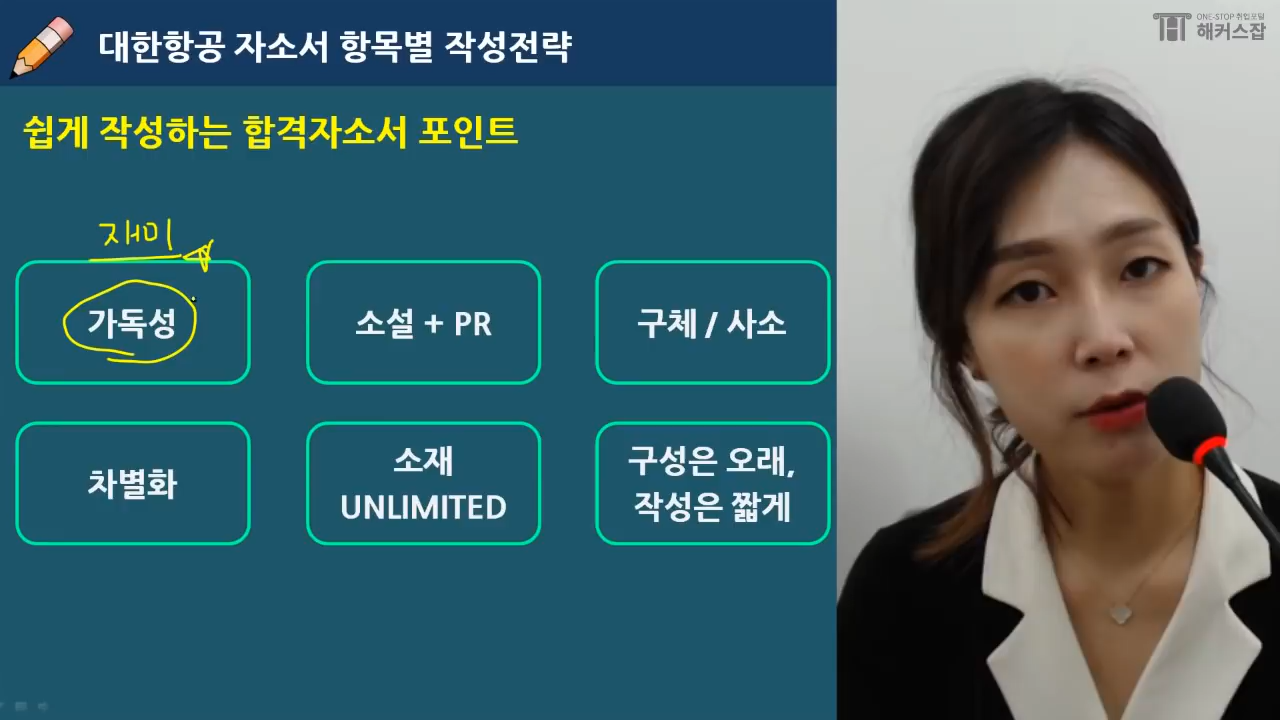 대한항공 자소서 항목별 작성전략
ONE-STOP 취업포털
해커스잡
쉽게 작성하는 합격자소서 포인트
재미
가독성
소설 + PR
구체 / 사소
차별화
소재
UNLIMITED
구성은 오래,
작성은 짧게